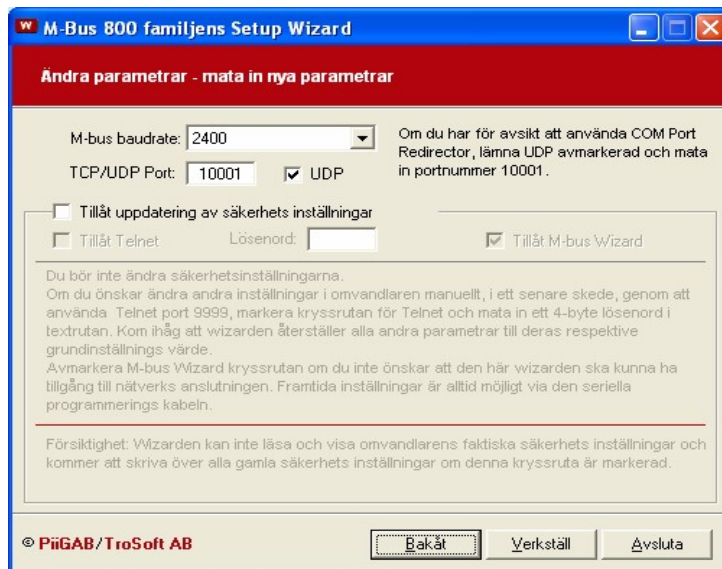 W M-Bus 800 familjens Setup Wizard
Ändra parametrar - mata in nya parametrar
M-bus baudrate: 2400
TCP/UDP Port: 10001 UDP
Om du har för avsikt att använda COM Port
Redirector, lämna UDP avmarkerad och mata
in portnummer 10001.
Tillåt uppdatering av säkerhets inställningar
Tillåt Telnet Lösenord: Tillåt M-bus Wizard
Du bör inte ändra säkerhetsinställningarna.
Om du önskar ändra andra inställningar i omvandlaren manuellt, i ett senare skede, genom att
använda Telnet port 9999, markera kryssrutan för Telnet och mata in ett 4-byte lösenord i
textrutan. Kom ihåg att wizarden återställer alla andra parametrar till deras respektive
grundinställnings värde.
Avmarkera M-bus Wizard kryssrutan om du inte önskar att den här wizarden ska kunna ha
tillgång till nätverks anslutningen. Framtida inställningar är alltid möjligt via den seriella
programmerings kabeln.
Försiktighet: Wizarden kan inte läsa och visa omvandlarens faktiska säkerhets inställningar och
kommer att skriva över alla gamla säkerhets inställningar om denna kryssruta är markerad.
© PiiGAB/TroSoft AB
Bakåt Verkställ Avsluta